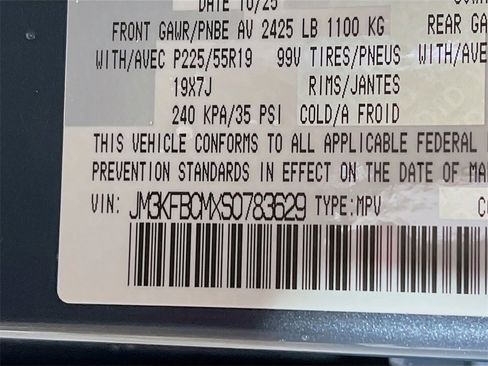 DATE 10/25
FRONT GAWR/PNBE AV 2425 LB 1100 KG REAR GA
WITH/AVEC P225/55R19 99V TIRES/PNEUS WITH/AVEC
19X7J RIMS/JANTES
240 KPA/35 PSI COLD/A FROID
THIS VEHICLE CONFORMS TO ALL APPLICABLE FEDERAL
PREVENTION STANDARDS IN EFFECT ON THE DATE OF MA
VIN: JM3KFBCMXS0783629 TYPE:MPV